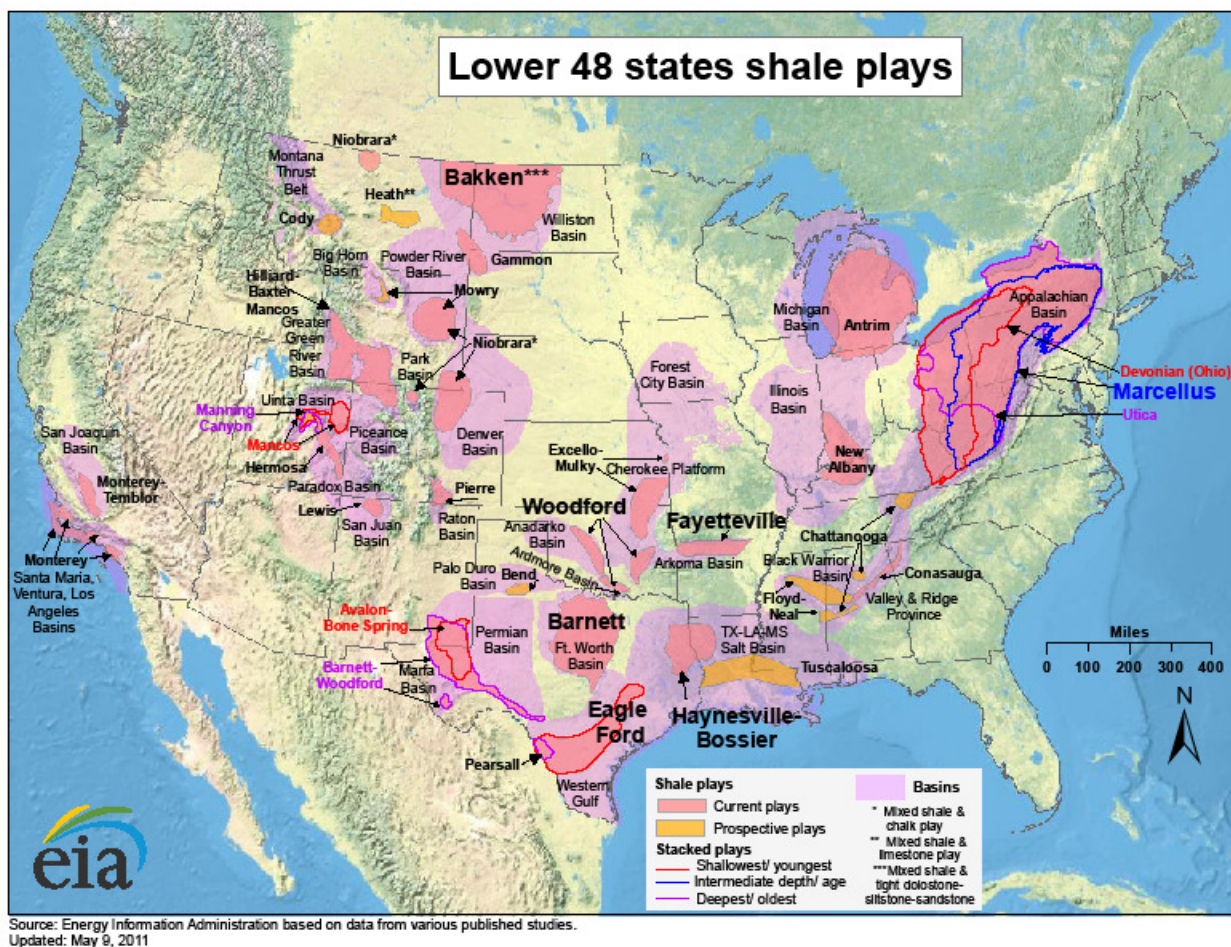 Lower 48 states shale plays
Niobrara*
Montana
Thrust
Belt
Bakken***
Heath**
Cody
Williston
Basin
Big Horn
Basin
Powder River
Basin
Gammon
Hilliard-
Baxter-
Mancos
Mowry
Greater
Green
River
Basin
Niobrara*
Park
Basin
Michigan
Basin
Antrim
Appalachian
Basin
Devonian (Ohio)
Marcellus
Utica
Forest
City Basin
Illinois
Basin
Uinta Basin
Manning
Canyon
Mancos
Piceance
Basin
Denver
Basin
San Joaquin
Basin
Hermosa
Excello-
Mulky
Cherokee Platform
New
Albany
Monterey-
Temblor
Paradox Basin
Lewis
San Juan
Basin
Pierre
Raton
Basin
Woodford
Anadarko
Basin
Fayetteville
Chattanooga
Ardmore Basin
Arkoma Basin
Black Warrior
Basin
Conasauga
Monterey
Santa Maria,
Ventura, Los
Angeles
Basins
Palo Duro
Basin
Bend
Floyd-
Neal
Valley & Ridge
Province
Avalon-
Bone Spring
Permian
Basin
Barnett
Ft. Worth
Basin
TX-LA-MS
Salt Basin
Tuscaloosa
Barnett-
Woodford
Marfa
Basin
Eagle
Ford
Haynesville-
Bossier
Pearsall
Western
Gulf
Miles
0 100 200 300 400
N
Shale plays
Current plays
Prospective plays
Stacked plays
Shallowest/ youngest
Intermediate depth/ age
Deepest/ oldest
Basins
* Mixed shale &
chalk play
** Mixed shale &
limestone play
***Mixed shale &
tight dolostone-
siltstone-sandstone
eia
Source: Energy Information Administration based on data from various published studies.
Updated: May 9, 2011